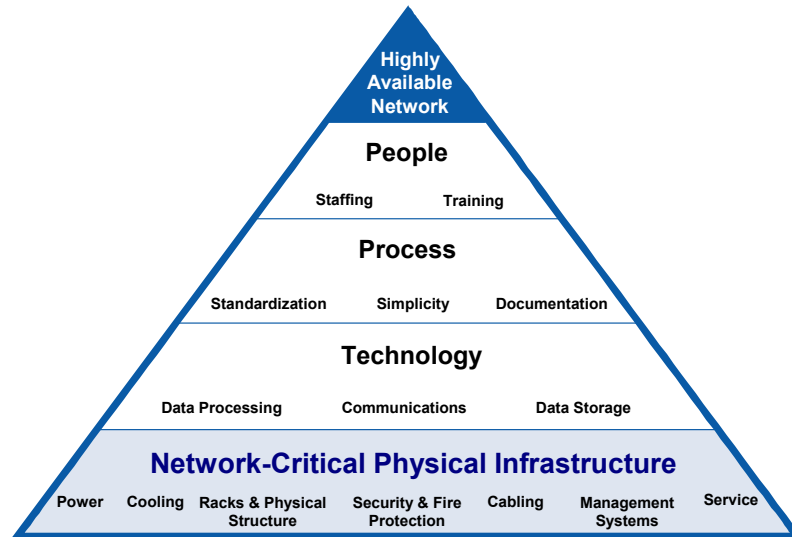 Highly
Available
Network
People
Staffing Training
Process
Standardization Simplicity Documentation
Technology
Data Processing Communications Data Storage
Network-Critical Physical Infrastructure
Power Cooling Racks & Physical Security & Fire Cabling Management Service
Structure Protection Systems